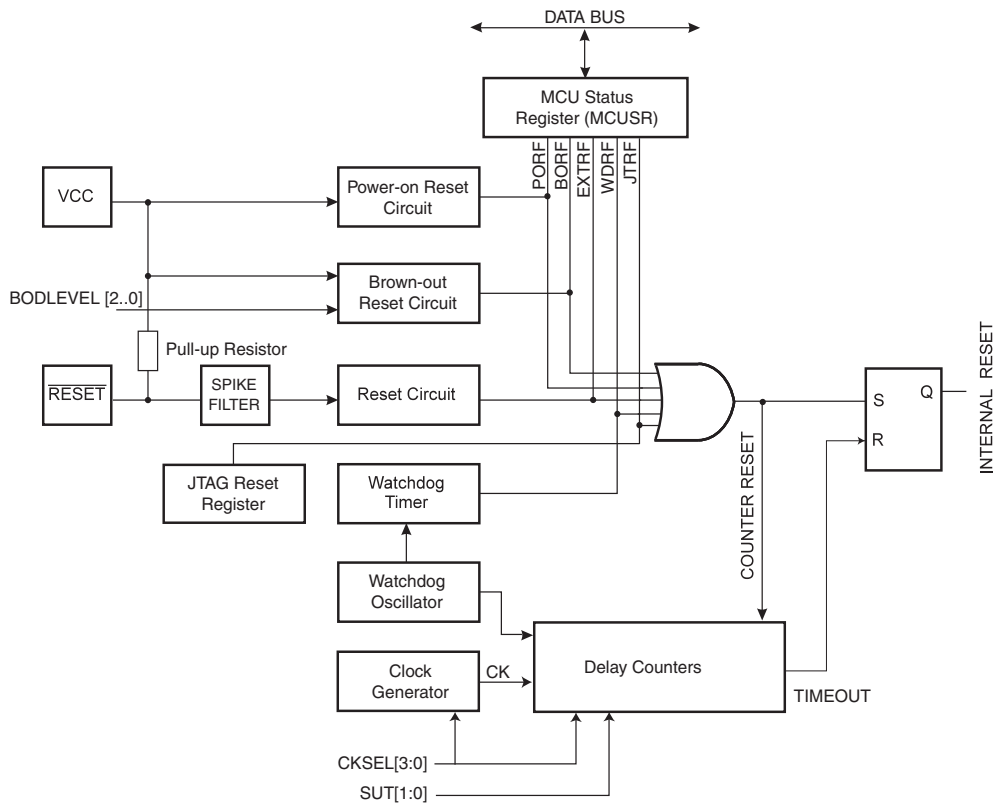 DATA BUS
MCU Status
Register (MCUSR)
PORF
BORF
EXTRF
WDRF
JTRF
VCC
Power-on Reset
Circuit
Brown-out
Reset Circuit
BODLEVEL [2..0]
Pull-up Resistor
RESET
SPIKE
FILTER
Reset Circuit
S
Q
R
INTERNAL RESET
JTAG Reset
Register
Watchdog
Timer
COUNTER RESET
Watchdog
Oscillator
Clock
Generator
CK
Delay Counters
TIMEOUT
CKSEL[3:0]
SUT[1:0]